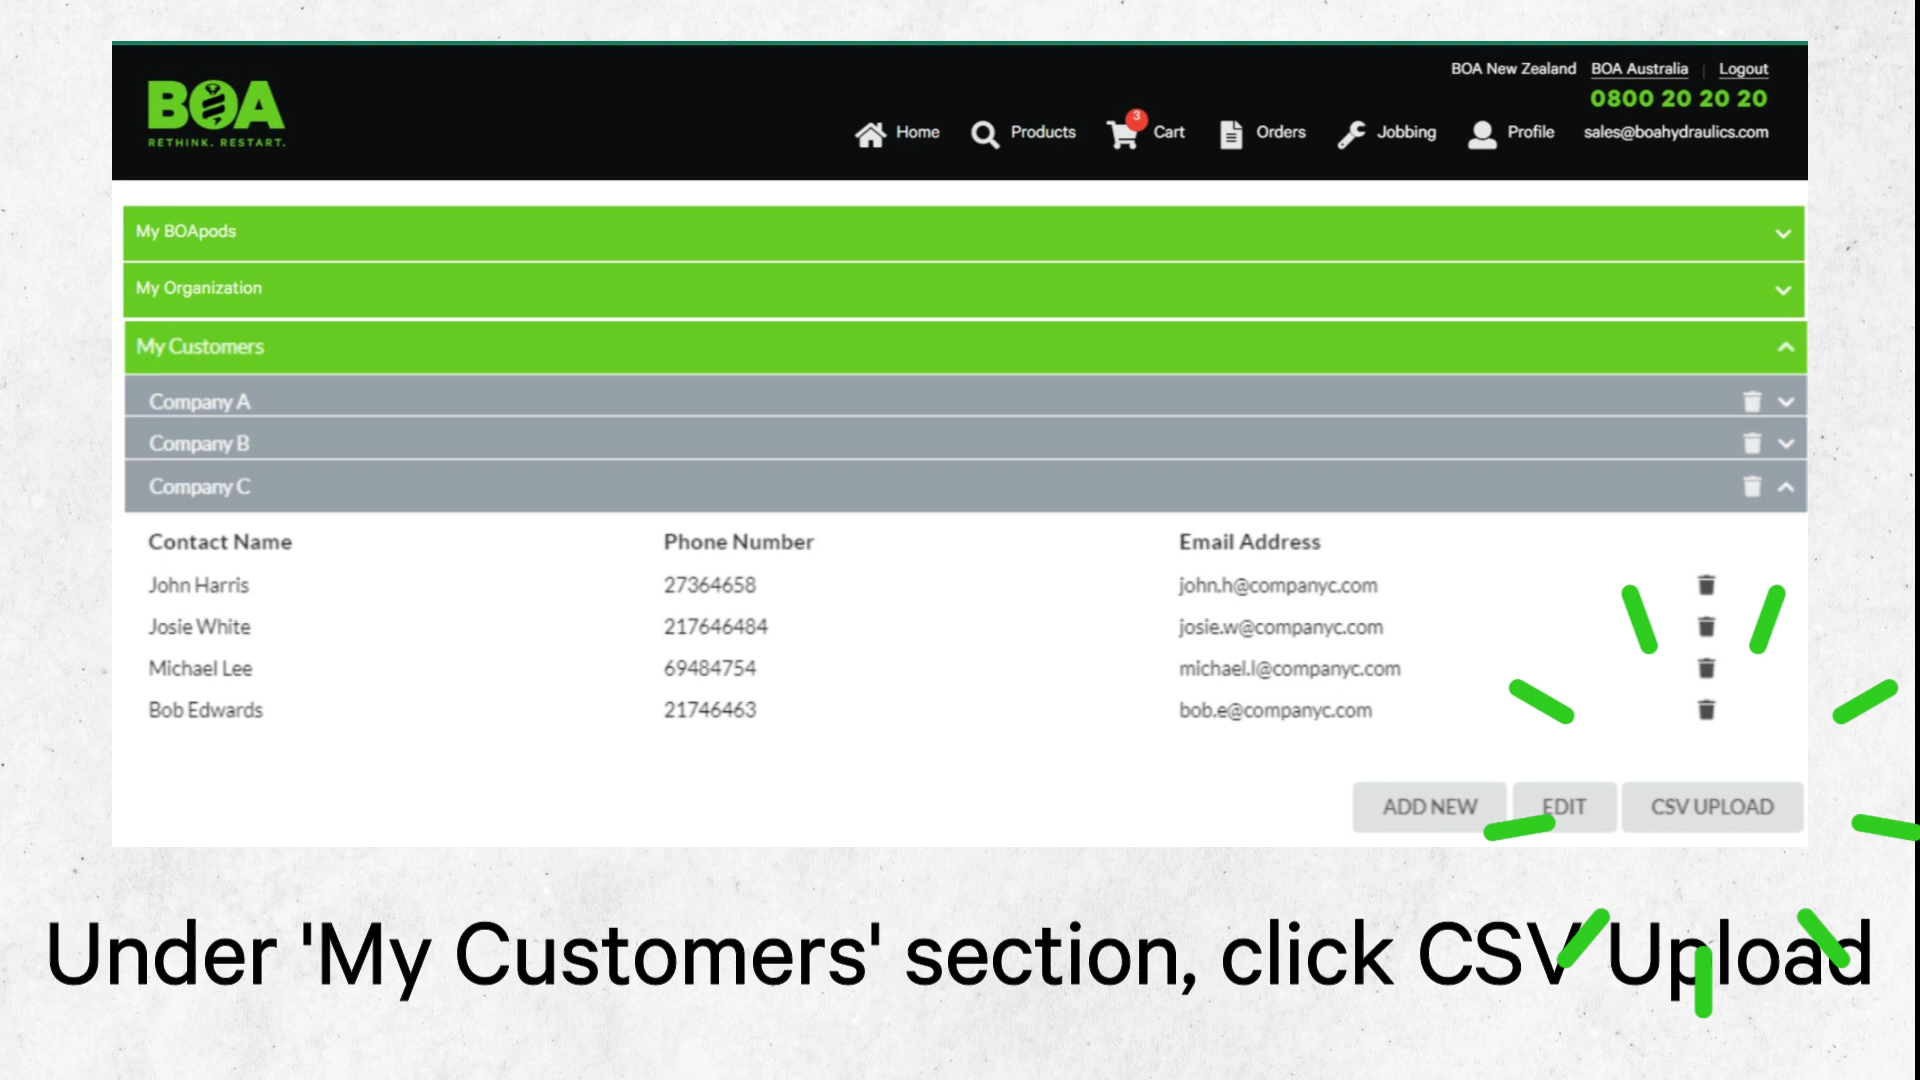 BOA New Zealand BOA Australia Logout
BOA
RETHINK. RESTART.
0800 20 20 20
Home Products 3 Cart Orders Jobbing Profile sales@boahydraulics.com
My BOApods
My Organization
My Customers
Company A
Company B
Company C
Contact Name Phone Number Email Address
John Harris 27364658 john.h@companyc.com
Josie White 217646484 josie.w@companyc.com
Michael Lee 69484754 michael.l@companyc.com
Bob Edwards 21746463 bob.e@companyc.com
ADD NEW EDIT CSV UPLOAD
Under 'My Customers' section, click CSV Upload